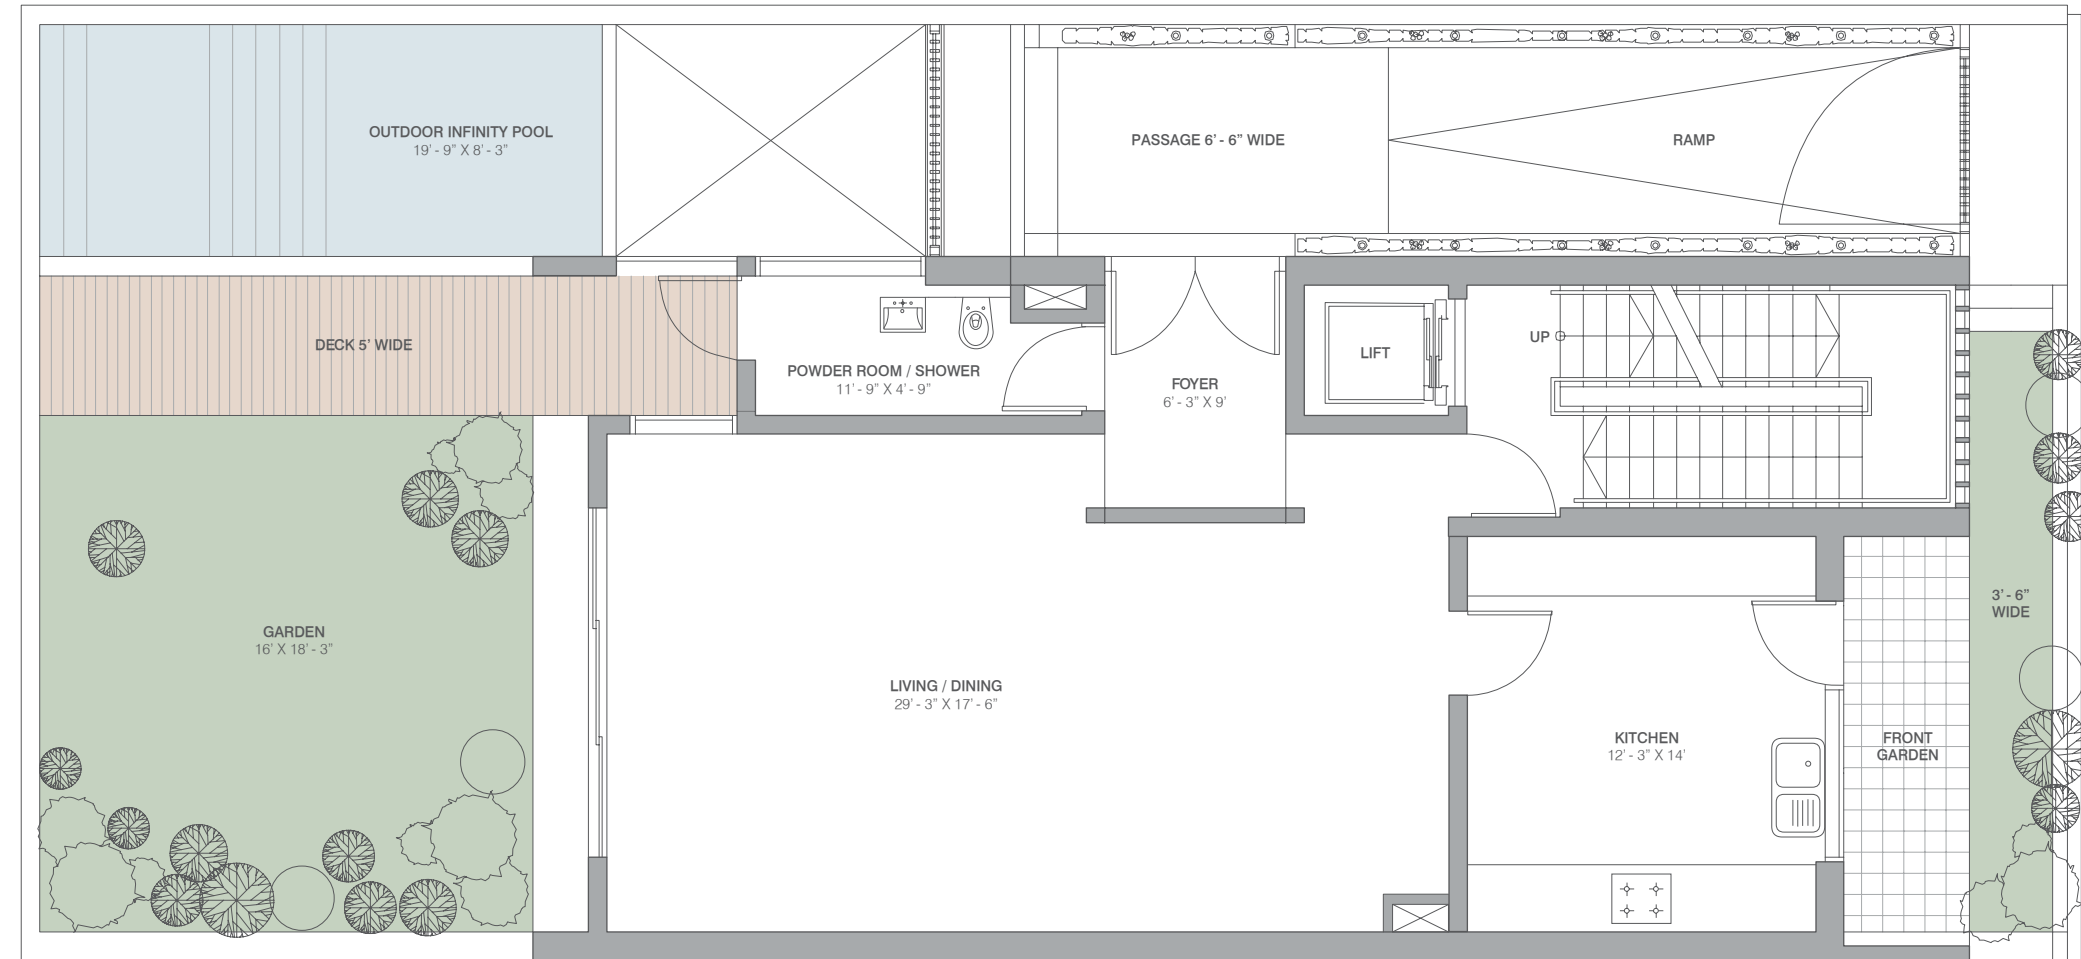 OUTDOOR INFINITY POOL
19' - 9” X 8' - 3”
PASSAGE 6' - 6” WIDE
RAMP
DECK 5' WIDE
POWDER ROOM / SHOWER
11' - 9” X 4' - 9”
FOYER
6' - 3” X 9'
LIFT
UP
GARDEN
16' X 18' - 3”
LIVING / DINING
29' - 3” X 17' - 6”
KITCHEN
12' - 3” X 14'
FRONT
GARDEN
3' - 6”
WIDE